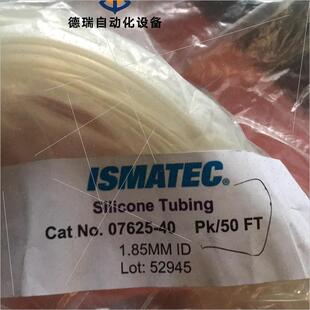 德瑞自动化设备
ISMATEC®
Silicone Tubing
Cat No. 07625-40 Pk/50 FT
1.85MM ID
Lot: 52945